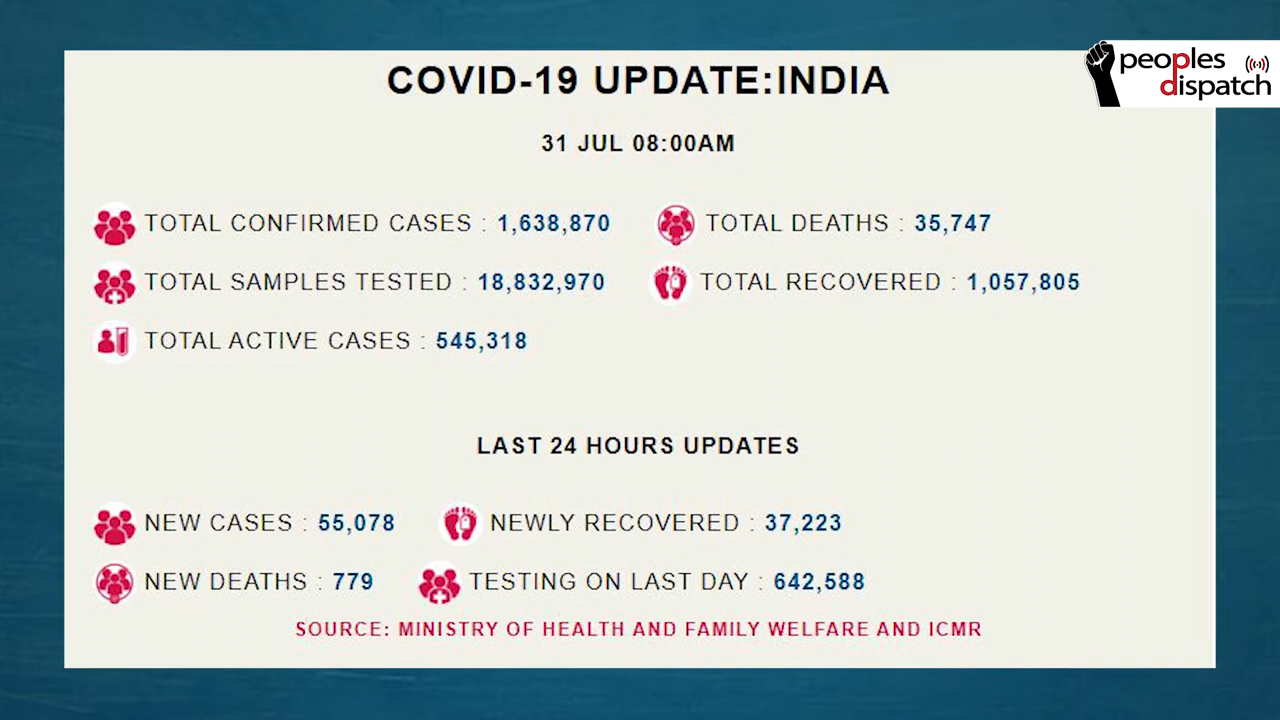 peoples
dispatch
COVID-19 UPDATE:INDIA
31 JUL 08:00AM
TOTAL CONFIRMED CASES : 1,638,870
TOTAL DEATHS : 35,747
TOTAL SAMPLES TESTED : 18,832,970
TOTAL RECOVERED : 1,057,805
TOTAL ACTIVE CASES : 545,318
LAST 24 HOURS UPDATES
NEW CASES : 55,078
NEWLY RECOVERED : 37,223
NEW DEATHS : 779
TESTING ON LAST DAY : 642,588
SOURCE: MINISTRY OF HEALTH AND FAMILY WELFARE AND ICMR